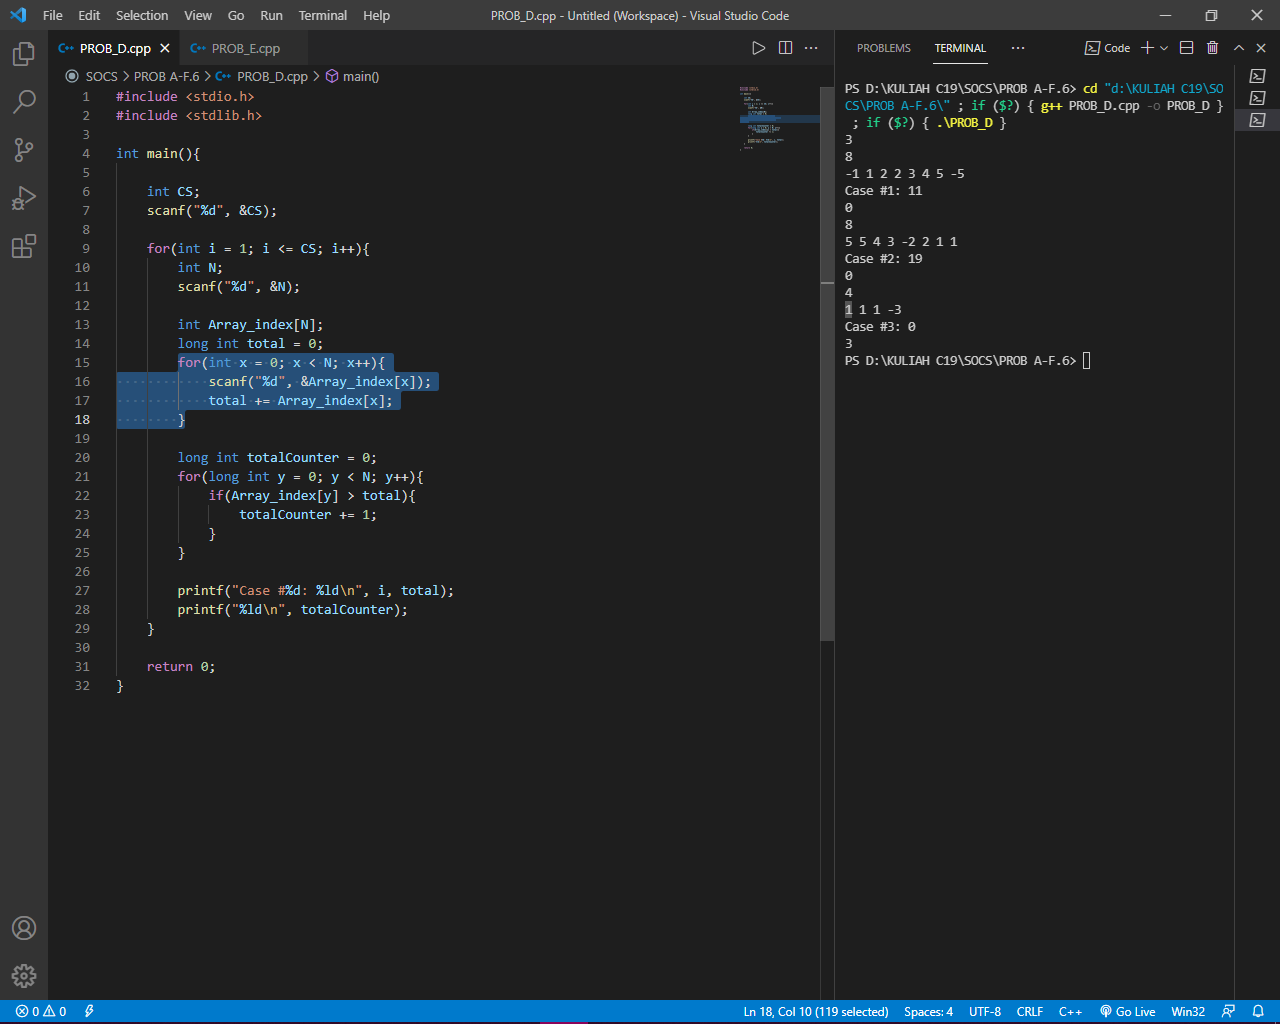 File Edit Selection View Go Run Terminal Help PROB_D.cpp - Untitled (Workspace) - Visual Studio Code
PROB_D.cpp PROB_E.cpp
SOCS > PROB A-F.6 > PROB_D.cpp > main()
1 #include <stdio.h>
2 #include <stdlib.h>
3
4 int main(){
5
6 int CS;
7 scanf("%d", &CS);
8
9 for(int i = 1; i <= CS; i++){
10 int N;
11 scanf("%d", &N);
12
13 int Array_index[N];
14 long int total = 0;
15 for(int x = 0; x < N; x++){
16 scanf("%d", &Array_index[x]);
17 total += Array_index[x];
18 }
19
20 long int totalCounter = 0;
21 for(long int y = 0; y < N; y++){
22 if(Array_index[y] > total){
23 totalCounter += 1;
24 }
25 }
26
27 printf("Case #%d: %ld\n", i, total);
28 printf("%ld\n", totalCounter);
29 }
30
31 return 0;
32 }
PROBLEMS TERMINAL ... Code
PS D:\KULIAH C19\SOCS\PROB A-F.6> cd "d:\KULIAH C19\SO
CS\PROB A-F.6\" ; if ($?) { g++ PROB_D.cpp -o PROB_D }
; if ($?) { .\PROB_D }
3
8
-1 1 2 2 3 4 5 -5
Case #1: 11
0
8
5 5 4 3 -2 2 1 1
Case #2: 19
0
4
1 1 1 -3
Case #3: 0
3
PS D:\KULIAH C19\SOCS\PROB A-F.6>
0 0 Ln 18, Col 10 (119 selected) Spaces: 4 UTF-8 CRLF C++ Go Live Win32